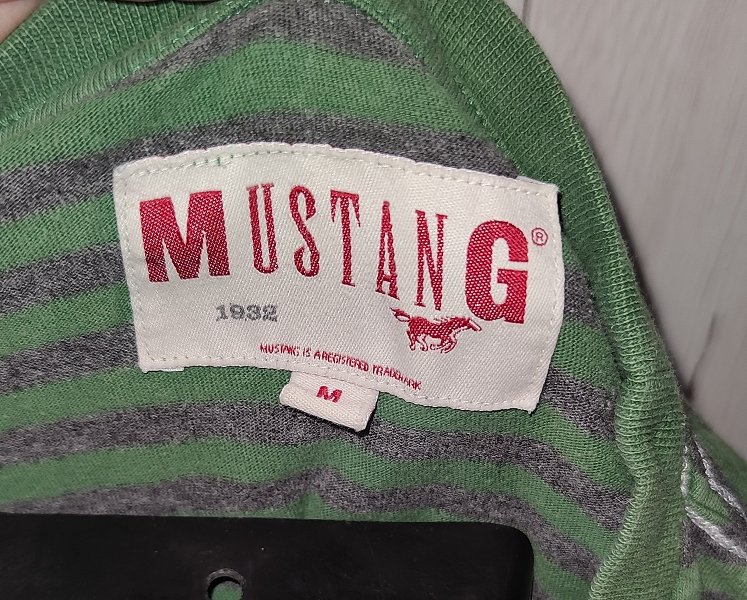 MUSTANG®
1932
MUSTANG IS A REGISTERED TRADEMARK
M